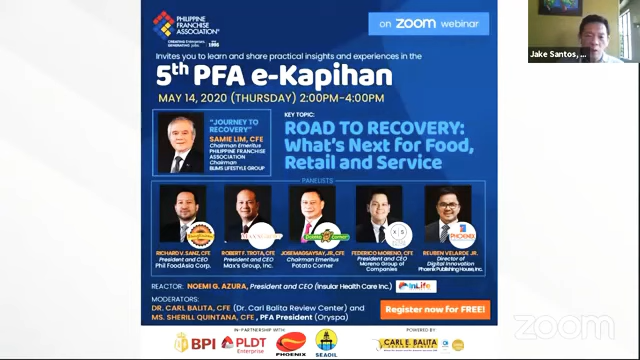 PHILIPPINE
FRANCHISE
ASSOCIATION
on zoom webinar
Jake Santos, ...
Invites you to learn and share practical insights and experiences in the
5th PFA e-Kapihan
MAY 14, 2020 (THURSDAY) 2:00PM-4:00PM
"JOURNEY TO
RECOVERY"
SAMIE LIM, CFE
Chairman Emeritus
PHILIPPINE FRANCHISE
ASSOCIATION
Chairman
BLIMS LIFESTYLE GROUP
KEY TOPIC:
ROAD TO RECOVERY:
What's Next for Food,
Retail and Service
PANELISTS
RICHARD V. SANZ, CFE
President and CEO
Phil FoodAsia Corp.
ROBERT F. TROTA, CFE
President and CEO
Max's Group, Inc.
JOSE MAGSAYSAY, JR., CFE
Chairman Emeritus
Potato Corner
FEDERICO MORENO, CFE
President and CEO
Moreno Group of
Companies
REUBEN VELARDE JR.
Director of
Digital Innovation
Phoenix Publishing House, Inc.
PHOENIX
REACTOR: NOEMI G. AZURA, President and CEO (Insular Health Care Inc.)
InLife
MODERATORS:
DR. CARL BALITA, CFE (Dr. Carl Balita Review Center) and
MS. SHERILL QUINTANA, CFE, PFA President (Oryspa)
Register now for FREE!
IN-PARTNERSHIP WITH:
POWERED BY
BPI
PLDT
Enterprise
PHOENIX
SEAOIL
CARL E. BALITA
REVIEW CENTER
zoom